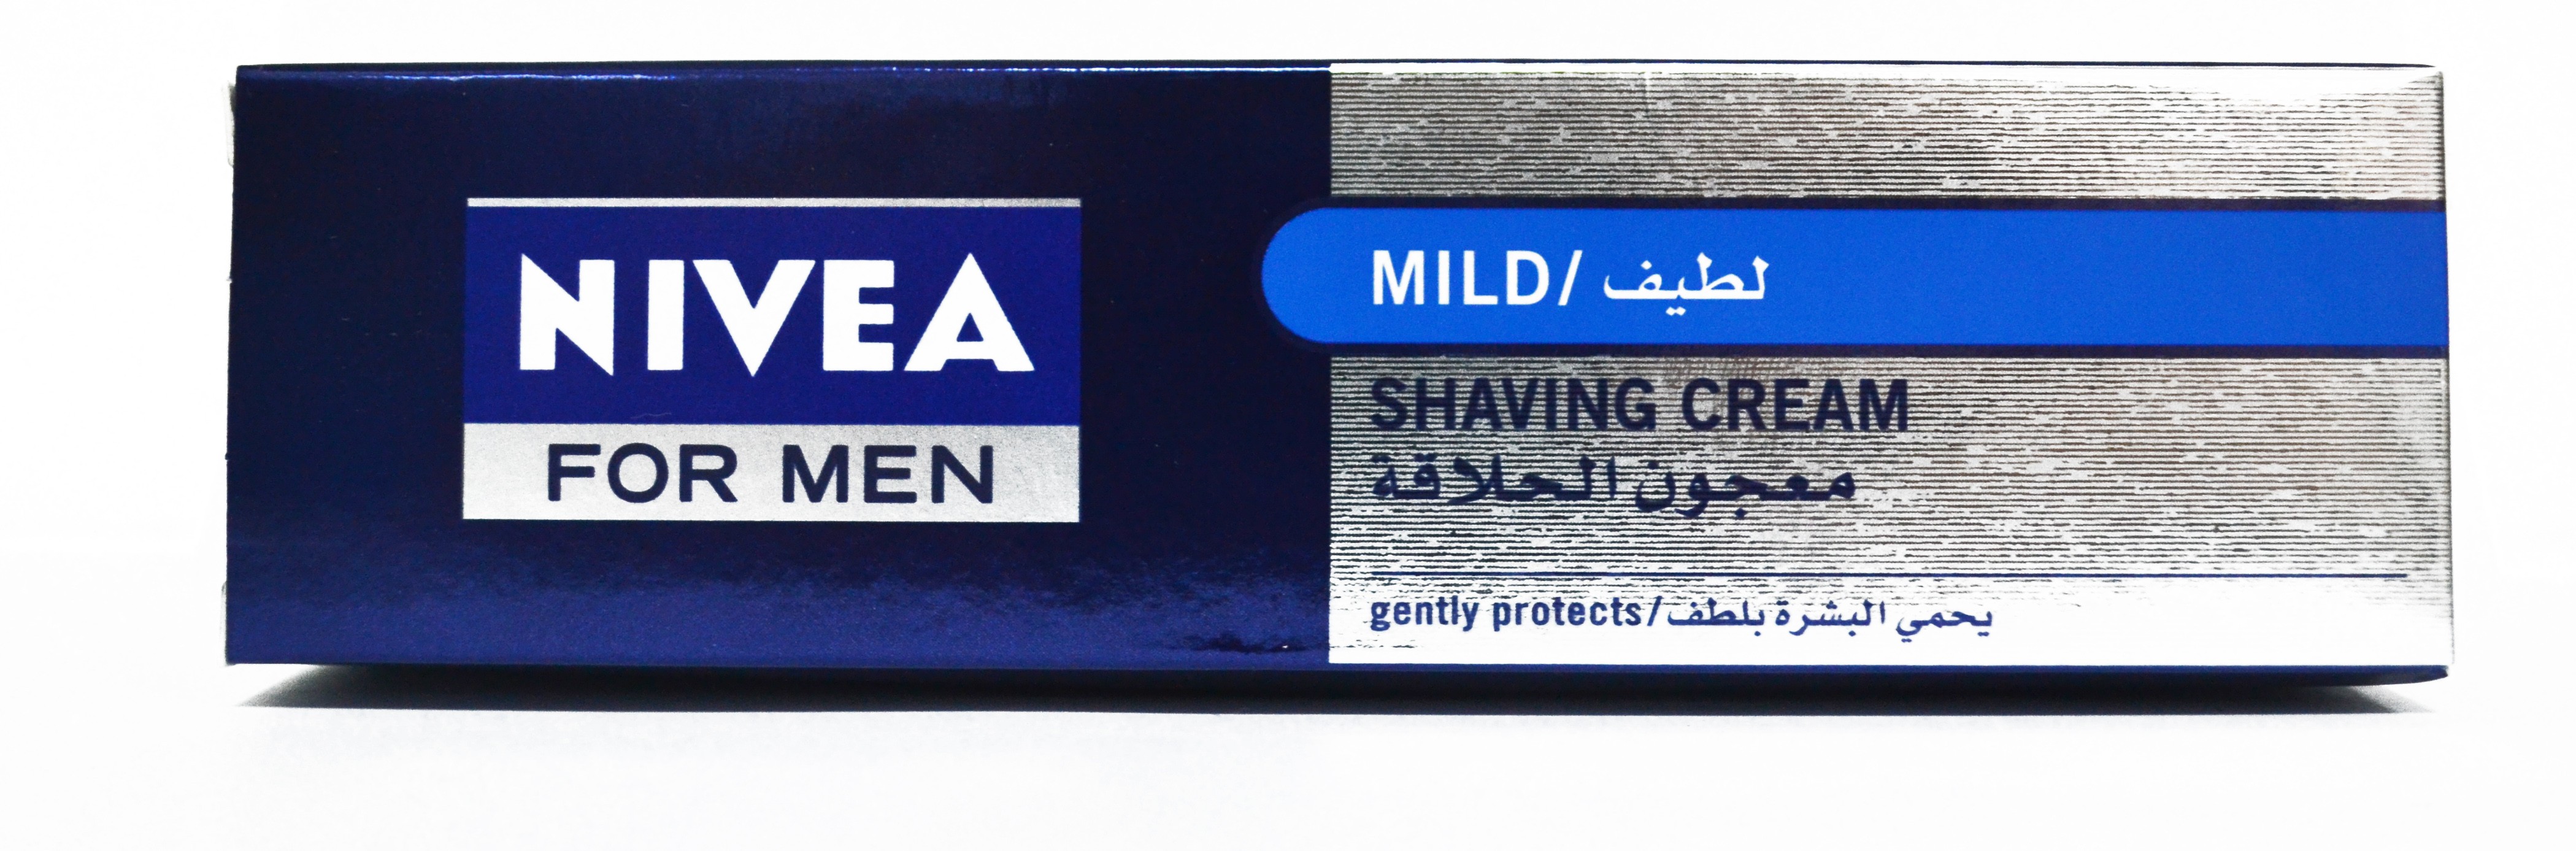 NIVEA
FOR MEN
MILD/ لطيف
SHAVING CREAM
معجون الحلاقة
gently protects/يحمي البشرة بلطف